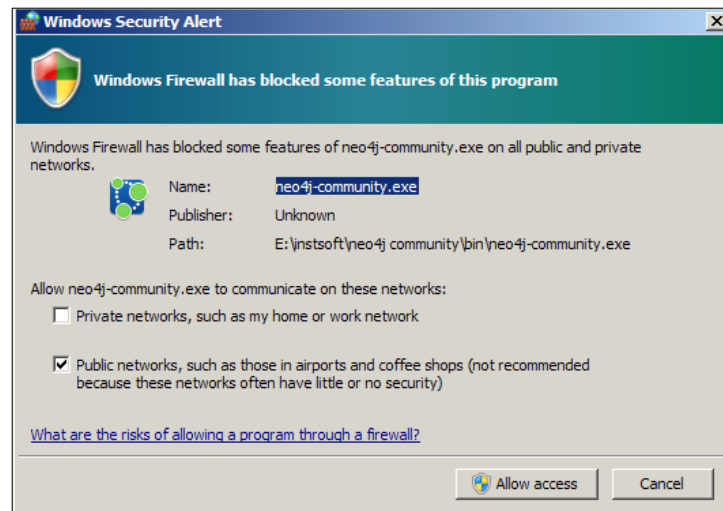 Windows Security Alert
Windows Firewall has blocked some features of this program
Windows Firewall has blocked some features of neo4j-community.exe on all public and private
networks.
Name: neo4j-community.exe
Publisher: Unknown
Path: E:\instsoft\neo4j community\bin\neo4j-community.exe
Allow neo4j-community.exe to communicate on these networks:
Private networks, such as my home or work network
Public networks, such as those in airports and coffee shops (not recommended
because these networks often have little or no security)
What are the risks of allowing a program through a firewall?
Allow access Cancel